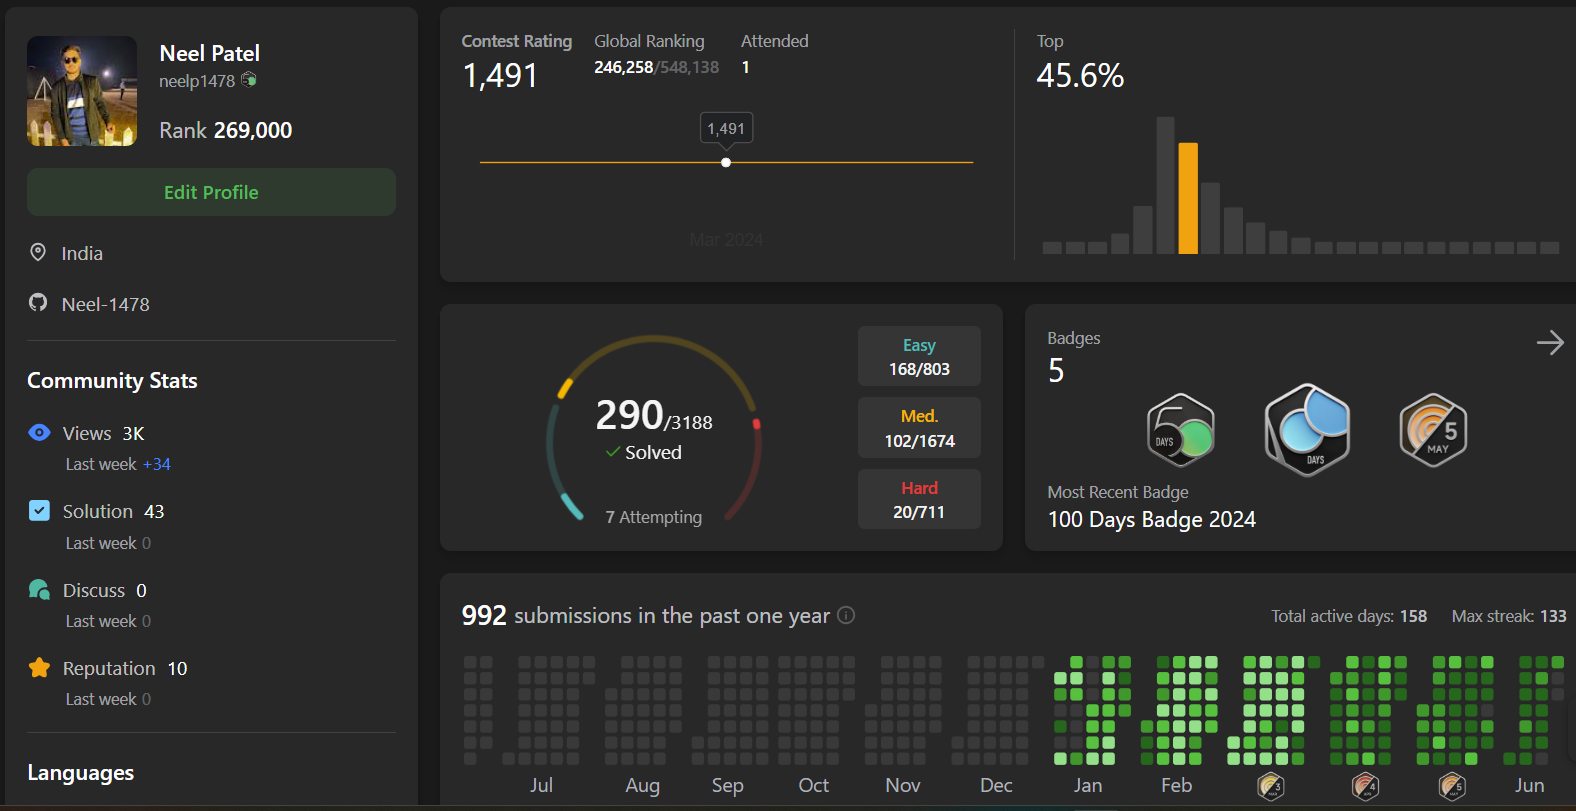 Neel Patel
neelp1478
Rank 269,000
Edit Profile
India
Neel-1478
Community Stats
Views 3K
Last week +34
Solution 43
Last week 0
Discuss 0
Last week 0
Reputation 10
Last week 0
Languages
Contest Rating
1,491
Global Ranking
246,258/548,138
Attended
1
1,491
Mar 2024
Top
45.6%
290/3188
Solved
7 Attempting
Easy
168/803
Med.
102/1674
Hard
20/711
Badges
5
5
DAYS
DAYS
5
MAY
Most Recent Badge
100 Days Badge 2024
992 submissions in the past one year
Total active days: 158
Max streak: 133
Jul
Aug
Sep
Oct
Nov
Dec
Jan
Feb
3
4
5
Jun